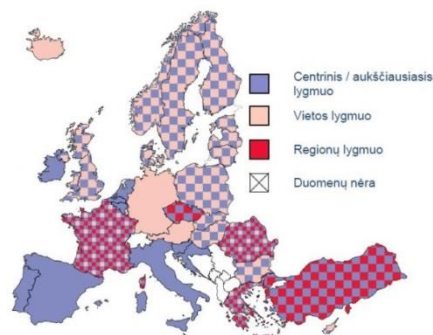 Centrinis / aukščiausiasis
lygmuo
Vietos lygmuo
Regionų lygmuo
Duomenų nėra